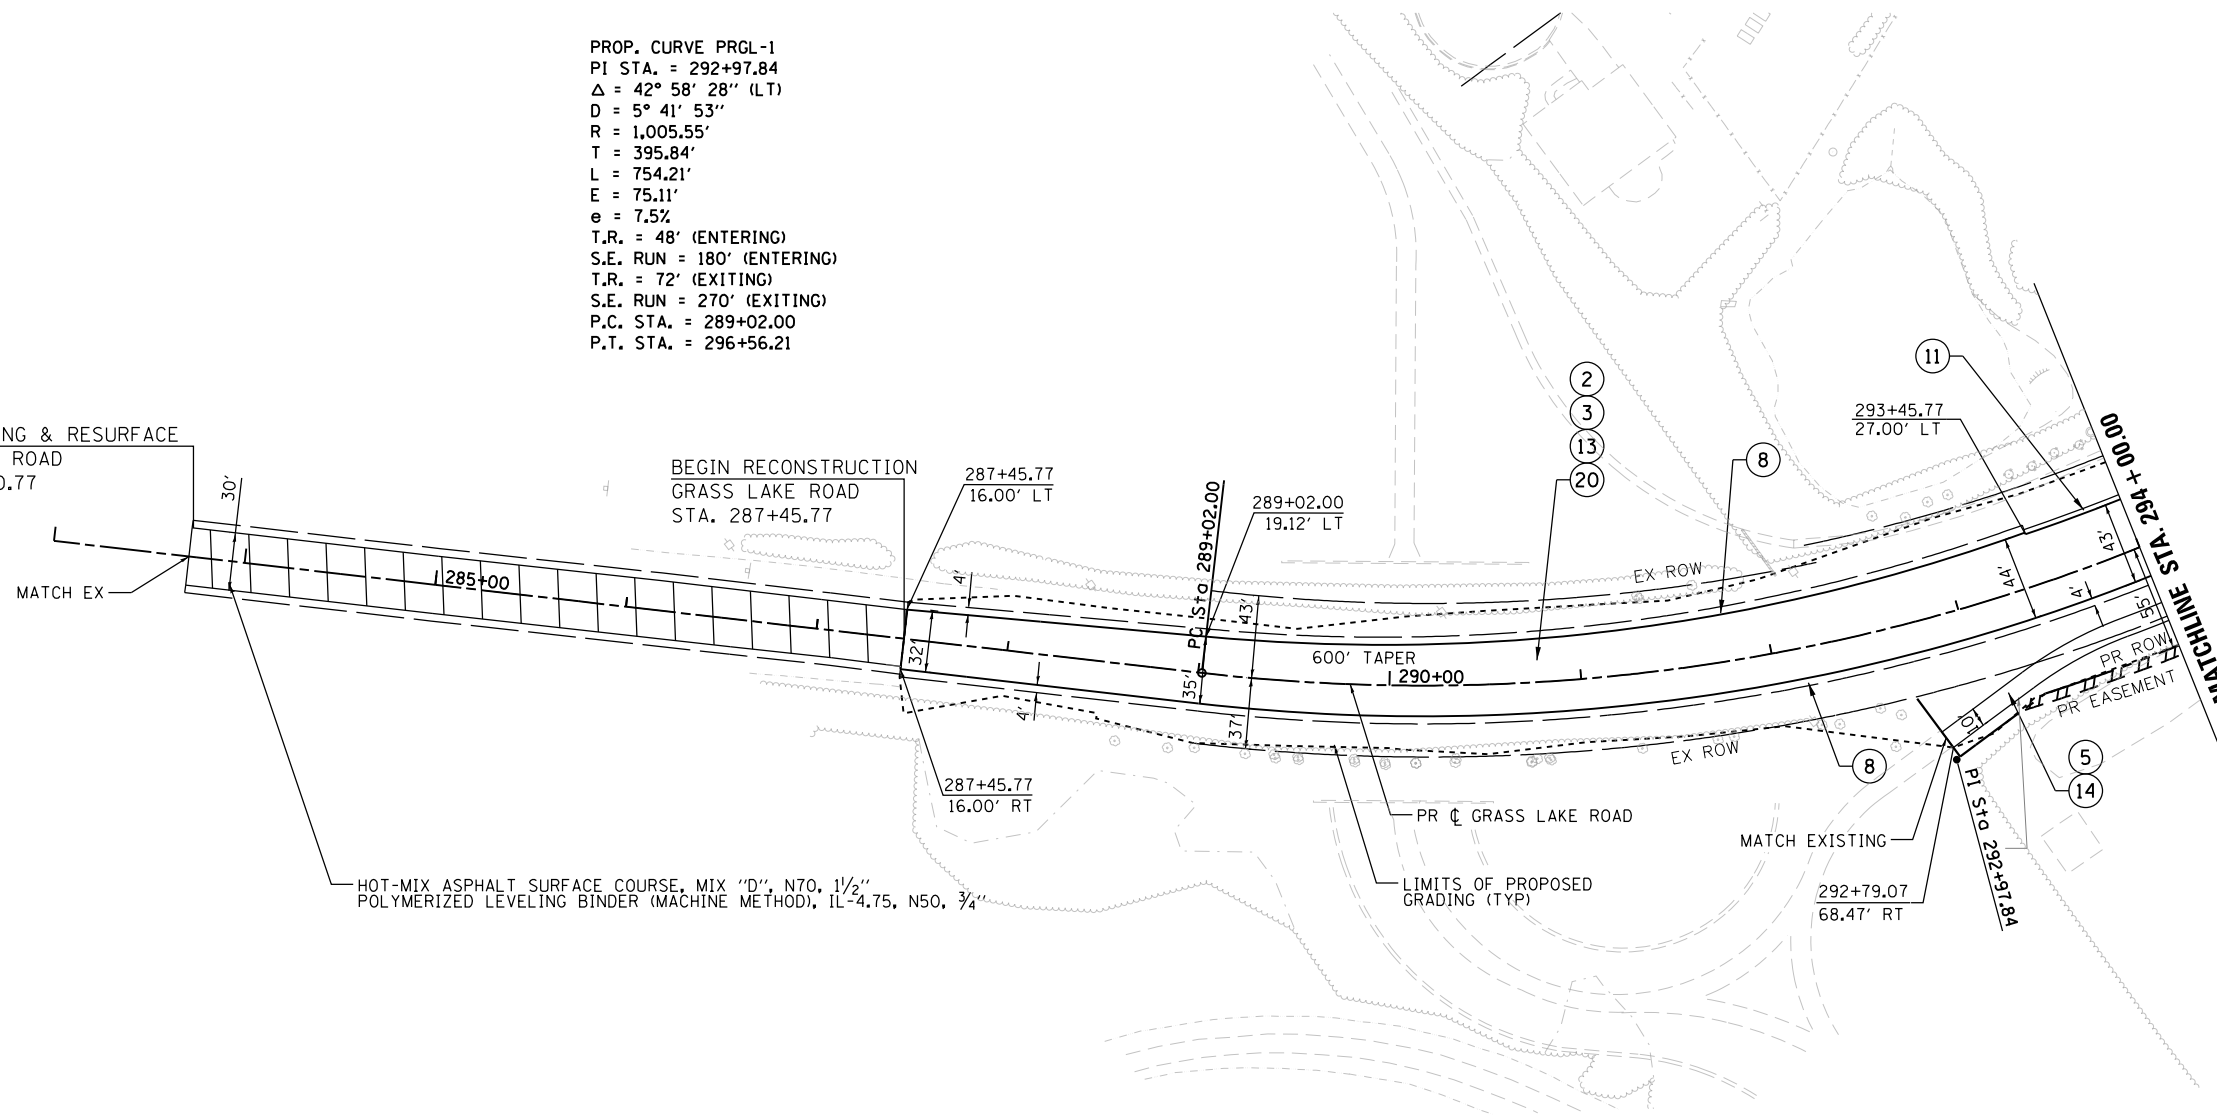 PROP. CURVE PRGL-1
PI STA. = 292+97.84
Δ = 42° 58' 28'' (LT)
D = 5° 41' 53''
R = 1,005.55'
T = 395.84'
L = 754.21'
E = 75.11'
e = 7.5%
T.R. = 48' (ENTERING)
S.E. RUN = 180' (ENTERING)
T.R. = 72' (EXITING)
S.E. RUN = 270' (EXITING)
P.C. STA. = 289+02.00
P.T. STA. = 296+56.21
NG & RESURFACE
ROAD
0.77
MATCH EX
30'
285+00
BEGIN RECONSTRUCTION
GRASS LAKE ROAD
STA. 287+45.77
287+45.77
16.00' LT
4'
32'
4'
287+45.77
16.00' RT
PC Sta 289+02.00
289+02.00
19.12' LT
43'
35'
37'
600' TAPER
290+00
2
3
13
20
8
11
293+45.77
27.00' LT
EX ROW
EX ROW
44'
43'
4'
55'
10'
PR ROW
PR EASEMENT
MATCHLINE STA. 294+00.00
8
5
14
PI Sta 292+97.84
MATCH EXISTING
292+79.07
68.47' RT
PR ℄ GRASS LAKE ROAD
LIMITS OF PROPOSED
GRADING (TYP)
HOT-MIX ASPHALT SURFACE COURSE, MIX "D", N70, 1½"
POLYMERIZED LEVELING BINDER (MACHINE METHOD), IL-4.75, N50, ¾"